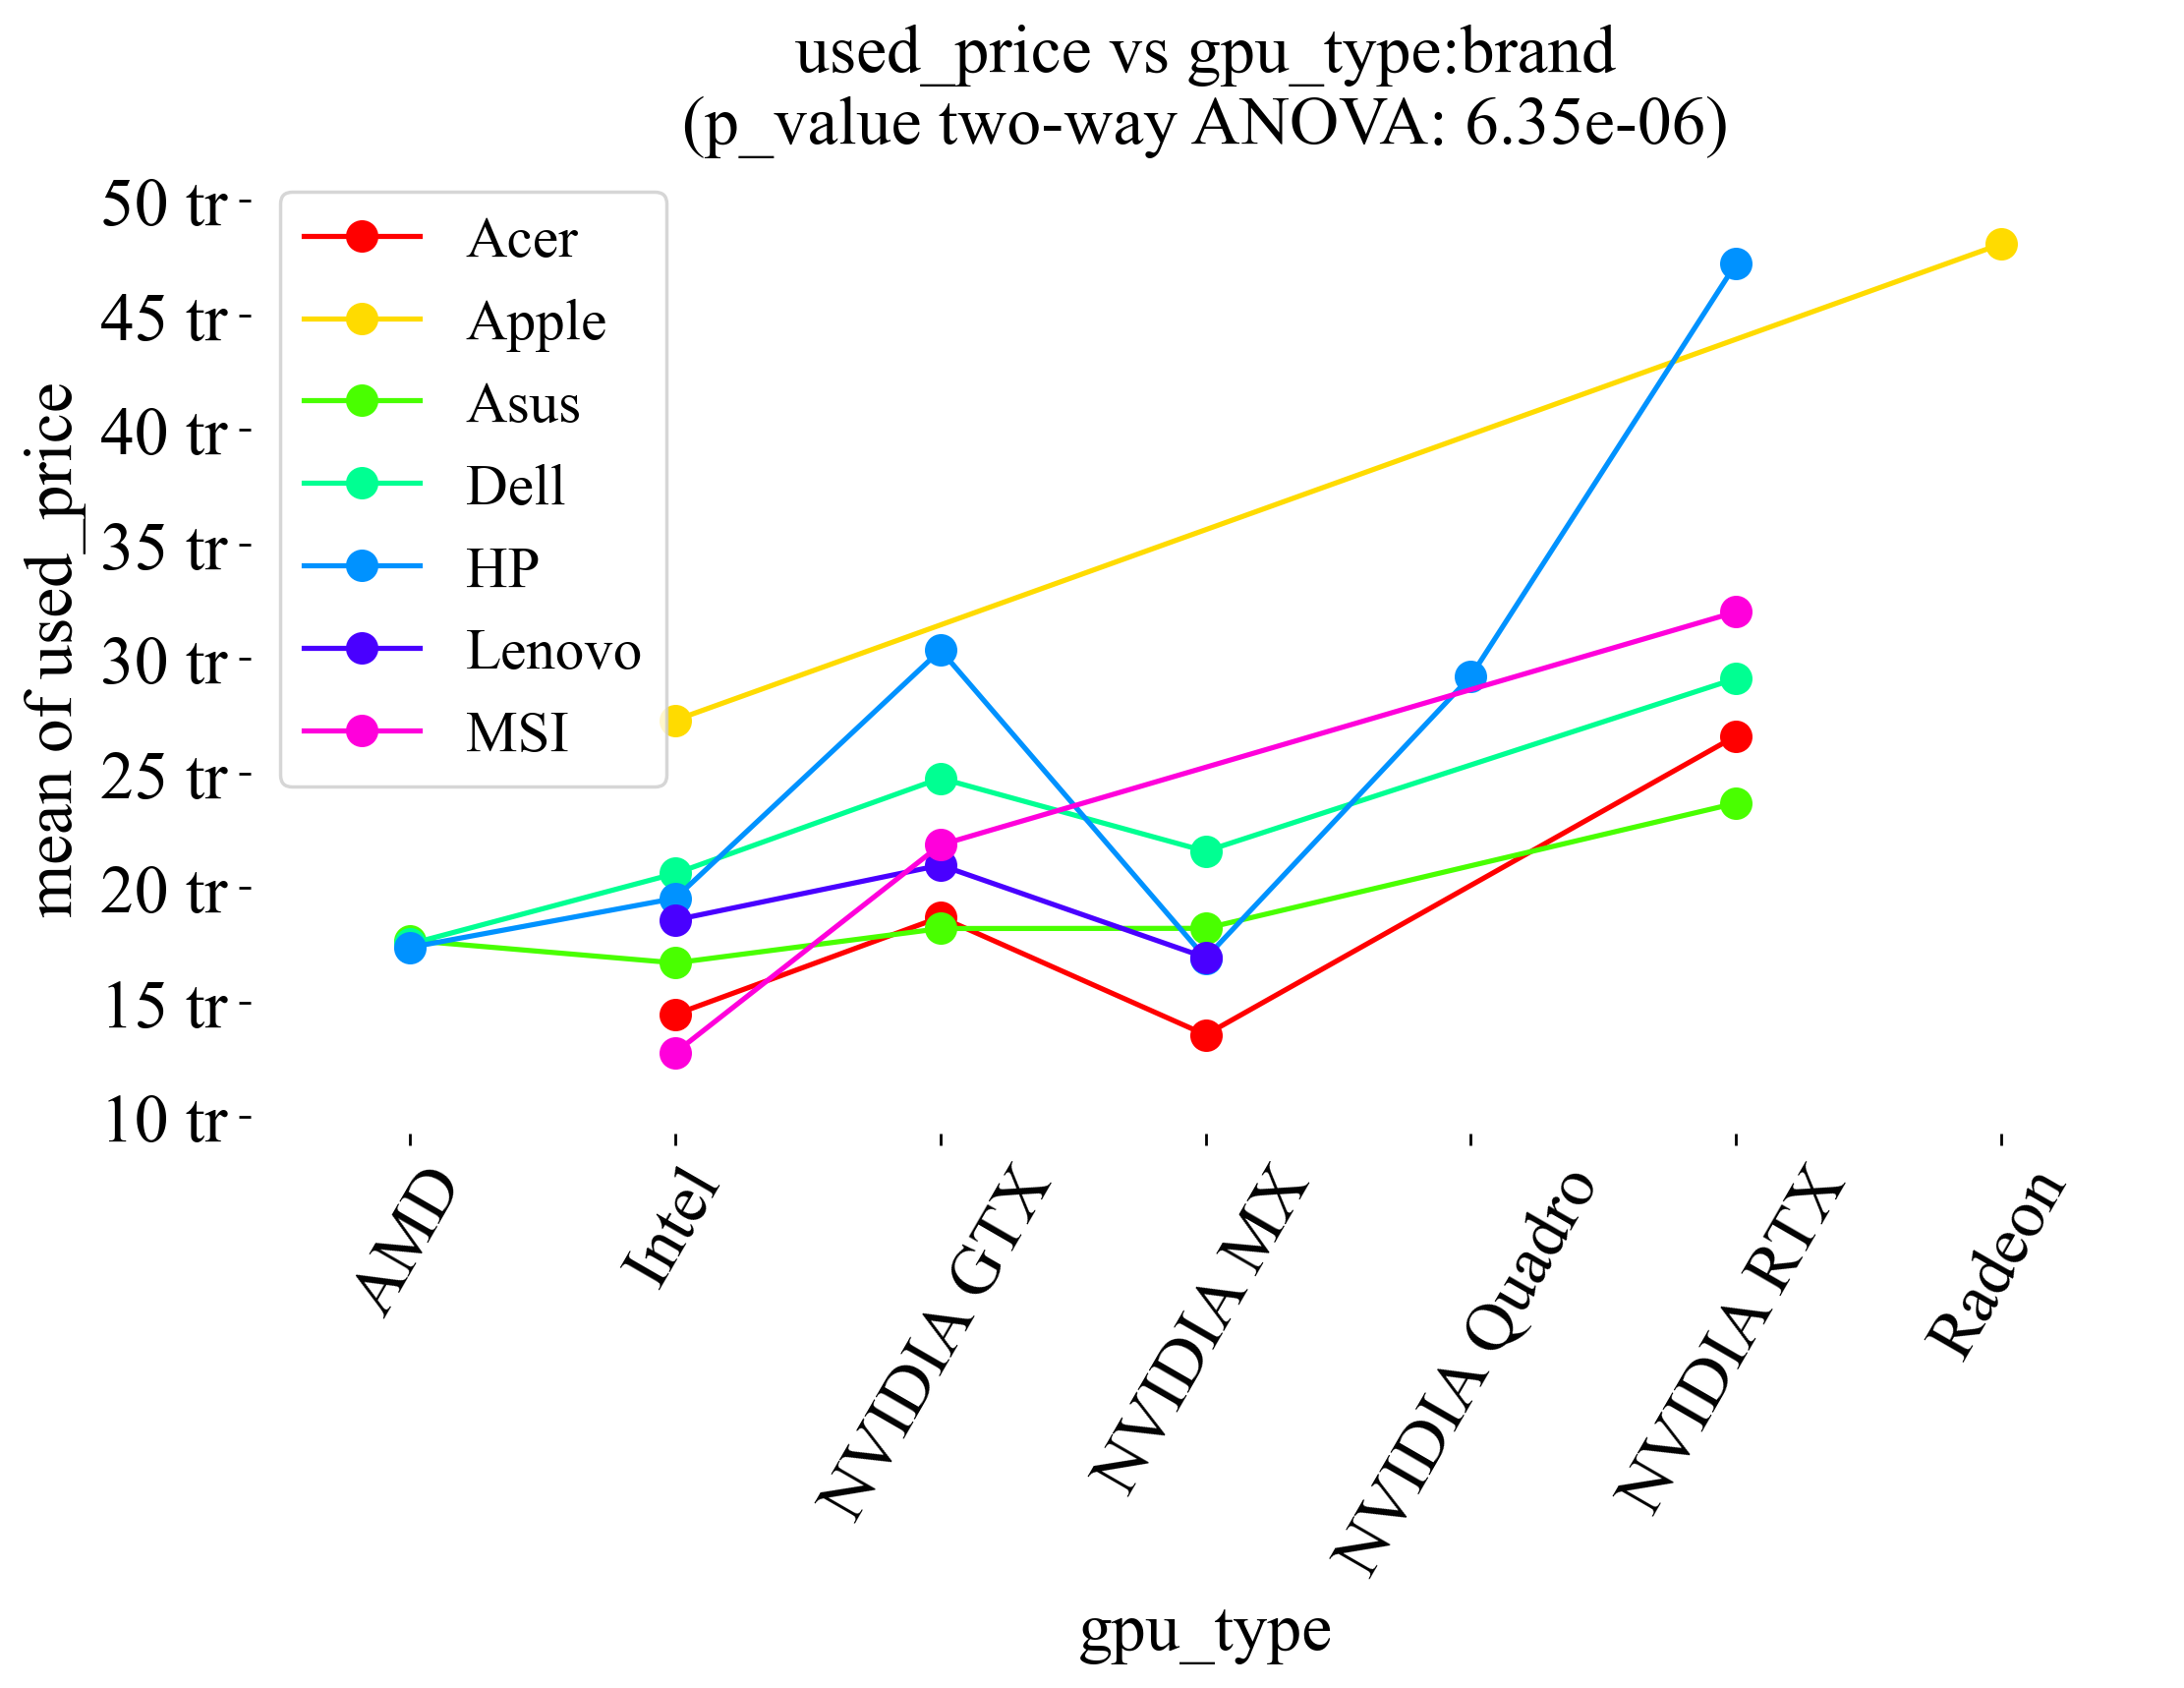 used_price vs gpu_type:brand
(p_value two-way ANOVA: 6.35e-06)
50 tr
45 tr
40 tr
35 tr
30 tr
25 tr
20 tr
15 tr
10 tr
mean of used_price
Acer
Apple
Asus
Dell
HP
Lenovo
MSI
AMD
Intel
NVIDIA GTX
NVIDIA MX
NVIDIA Quadro
NVIDIA RTX
Radeon
gpu_type